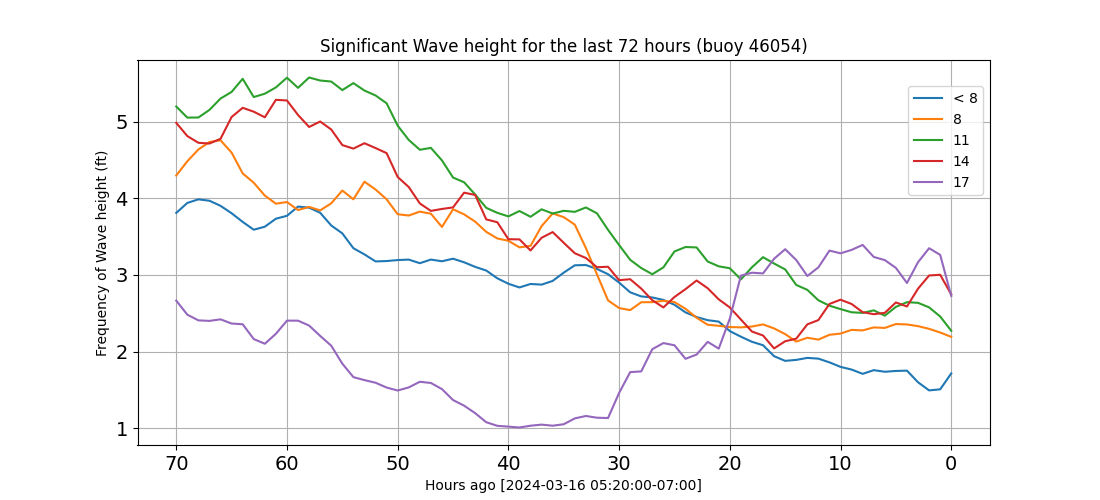 Significant Wave height for the last 72 hours (buoy 46054)
Frequency of Wave height (ft)
5
4
3
2
1
< 8
8
11
14
17
70 60 50 40 30 20 10 0
Hours ago [2024-03-16 05:20:00-07:00]